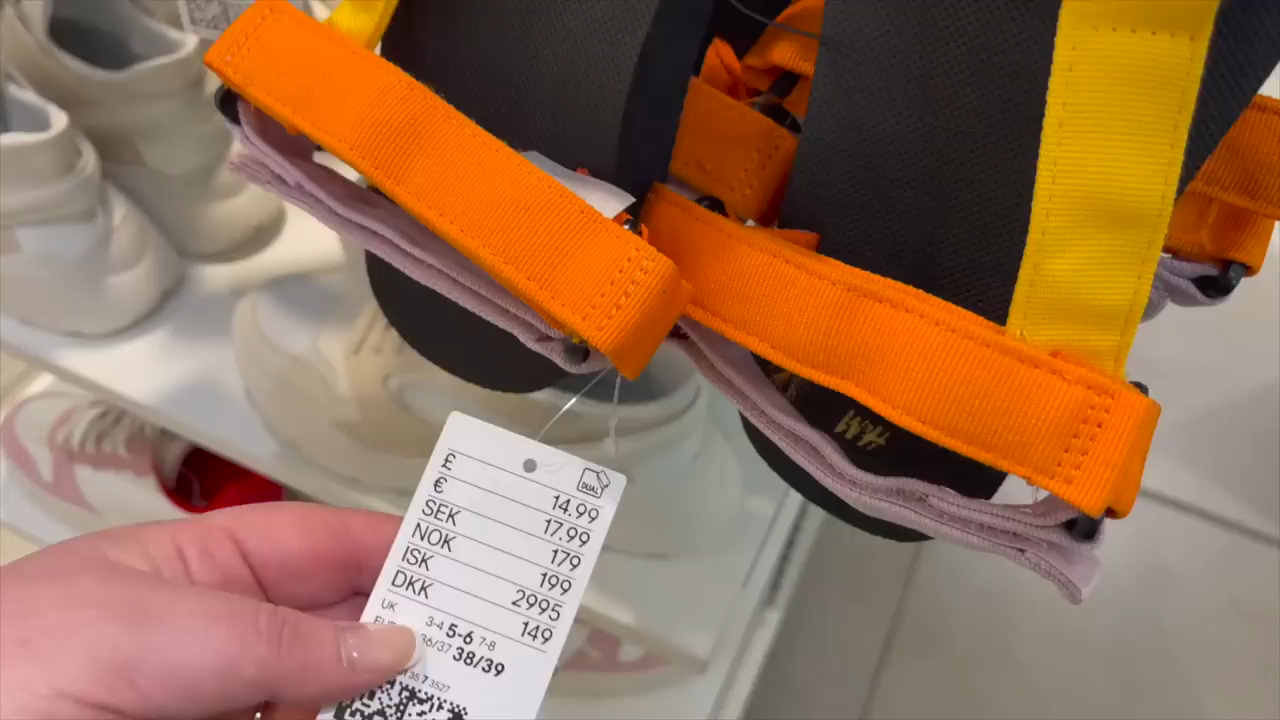 H&M
DUAL
£ 14.99
€ 17.99
SEK 179
NOK 199
ISK 2995
DKK 149
UK 3-4 5-6 7-8
36/37 38/39
3527